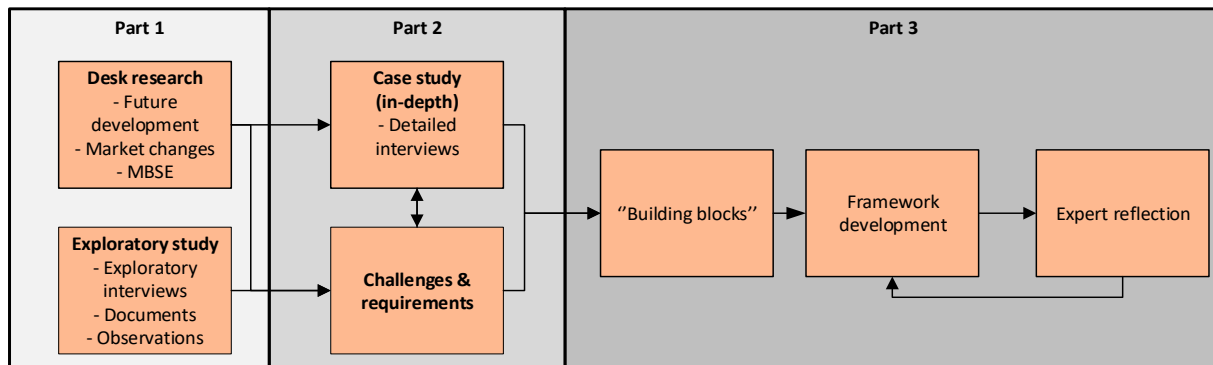 Part 1
Desk research
- Future
development
- Market changes
- MBSE
Exploratory study
- Exploratory
interviews
- Documents
- Observations
Part 2
Case study
(in-depth)
- Detailed
interviews
Challenges &
requirements
Part 3
‘’Building blocks’’
Framework
development
Expert reflection